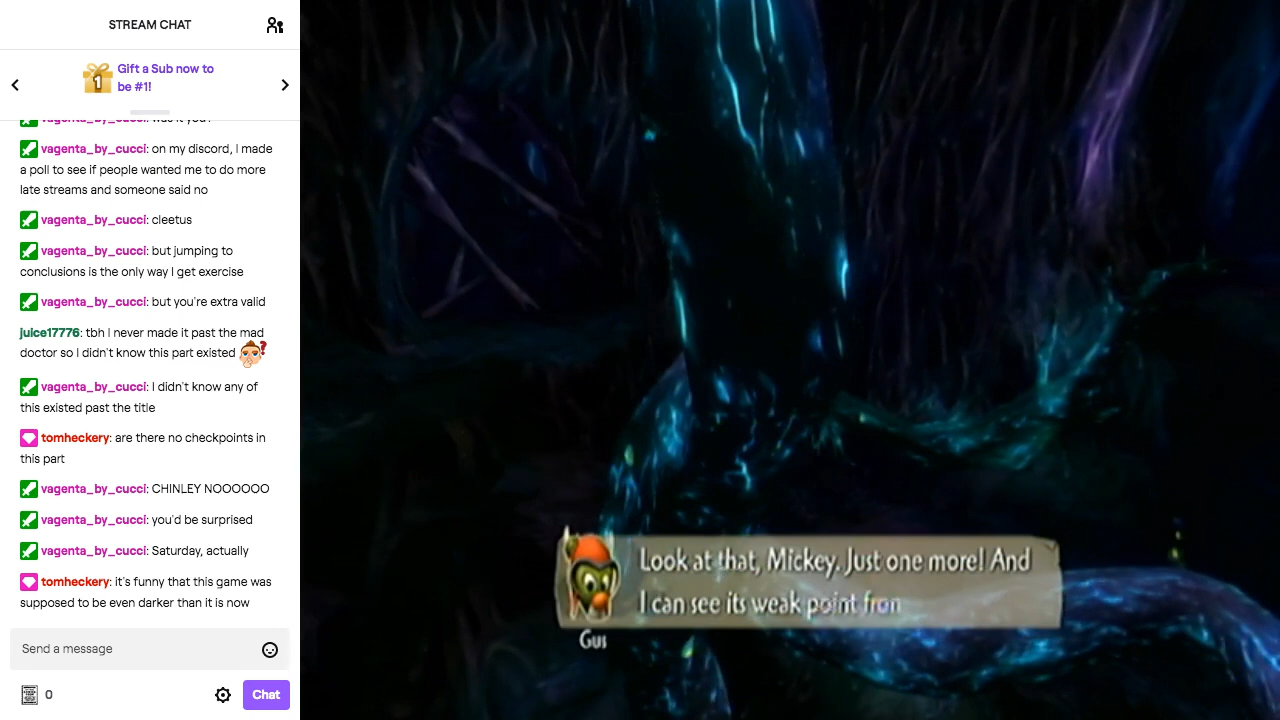 STREAM CHAT
Gift a Sub now to
be #1!
1
vagenta_by_cucci: was it you?
vagenta_by_cucci: on my discord, I made
a poll to see if people wanted me to do more
late streams and someone said no
vagenta_by_cucci: cleetus
vagenta_by_cucci: but jumping to
conclusions is the only way I get exercise
vagenta_by_cucci: but you're extra valid
juice17776: tbh I never made it past the mad
doctor so I didn't know this part existed
vagenta_by_cucci: I didn't know any of
this existed past the title
tomheckery: are there no checkpoints in
this part
vagenta_by_cucci: CHINLEY NOOOOOO
vagenta_by_cucci: you'd be surprised
vagenta_by_cucci: Saturday, actually
tomheckery: it's funny that this game was
supposed to be even darker than it is now
Send a message
0
Chat
Look at that, Mickey. Just one more! And
I can see its weak point fron
Gus